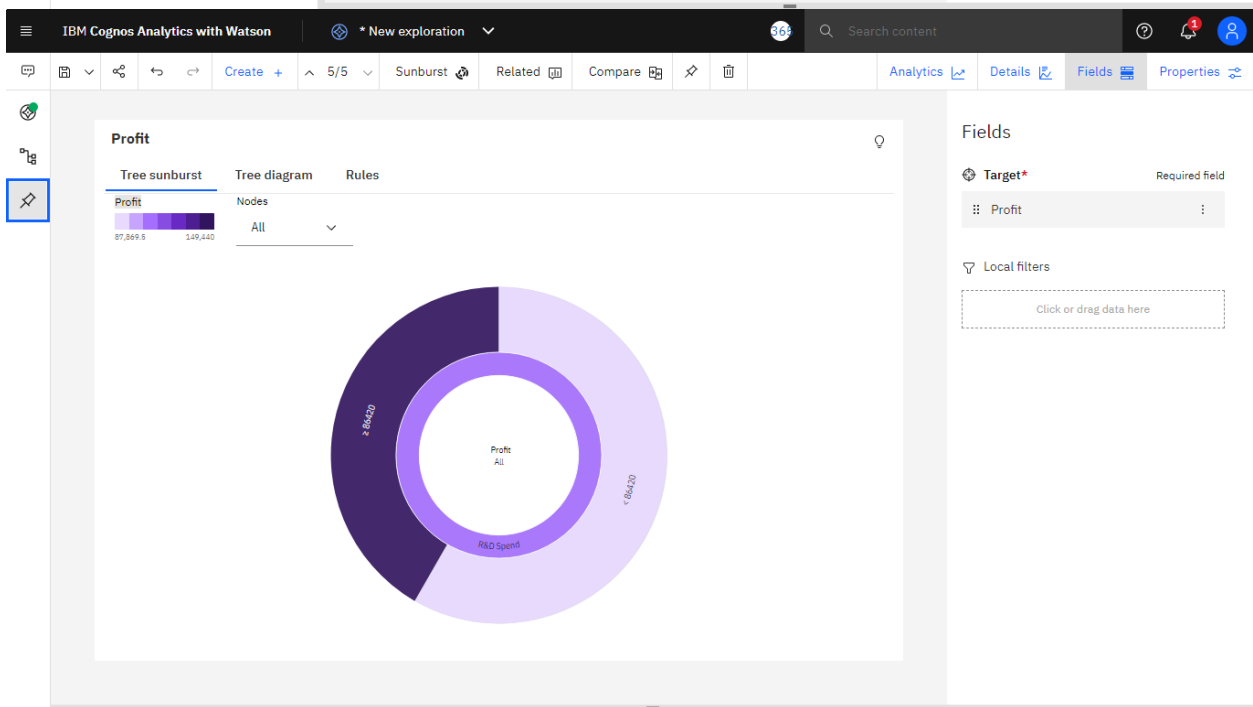 IBM Cognos Analytics with Watson
* New exploration
365
Search content
1
Create +
5/5
Sunburst
Related
Compare
Analytics
Details
Fields
Properties
Profit
Tree sunburst
Tree diagram
Rules
Profit
87,869.5
149,440
Nodes
All
≥ 86420
Profit
All
< 86420
R&D Spend
Fields
Target*
Required field
Profit
Local filters
Click or drag data here